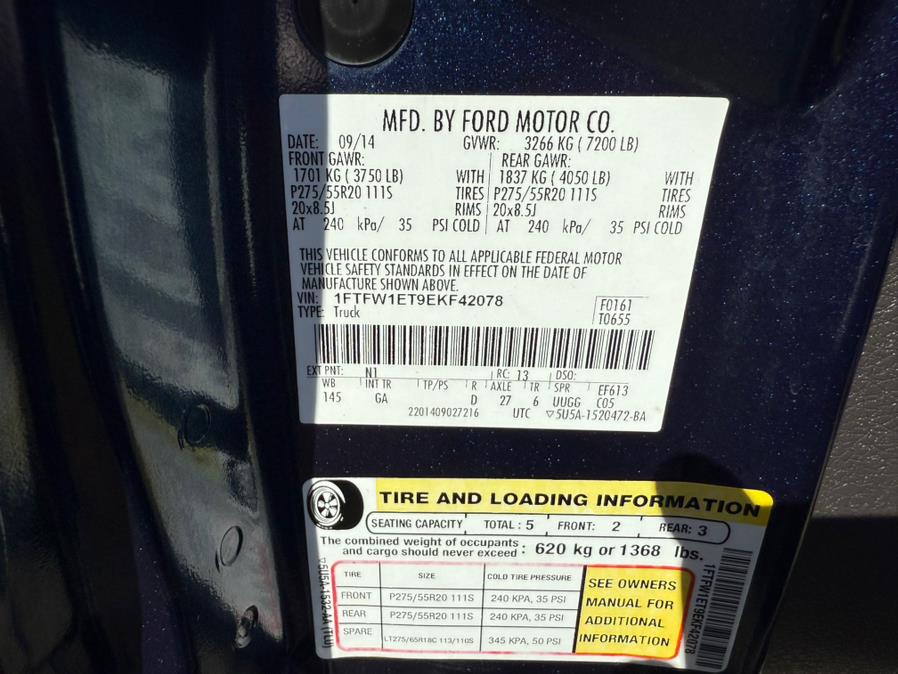 MFD. BY FORD MOTOR CO.
DATE: 09/14 GVWR: 3266 KG ( 7200 LB)
FRONT GAWR: REAR GAWR:
1701 KG ( 3750 LB) WITH 1837 KG ( 4050 LB) WITH
P275/55R20 111S TIRES P275/55R20 111S TIRES
20x8.5J RIMS 20x8.5J RIMS
AT 240 kPa/ 35 PSI COLD AT 240 kPa/ 35 PSI COLD
THIS VEHICLE CONFORMS TO ALL APPLICABLE FEDERAL MOTOR
VEHICLE SAFETY STANDARDS IN EFFECT ON THE DATE OF
MANUFACTURE SHOWN ABOVE.
VIN: 1FTFW1ET9EKF42078 F0161
TYPE: Truck T0655
EXT PNT: N1 RC: 13 DSO:
WB INT TR TP/PS R AXLE TR SPR EF613
145 GA D 27 6 UUGG C05
2201409027216 UTC ▽5U5A-1520472-BA
TIRE AND LOADING INFORMATION
SEATING CAPACITY TOTAL : 5 FRONT: 2 REAR: 3
The combined weight of occupants
and cargo should never exceed : 620 kg or 1368 lbs.
TIRE SIZE COLD TIRE PRESSURE
FRONT P275/55R20 111S 240 KPA, 35 PSI
REAR P275/55R20 111S 240 KPA, 35 PSI
SPARE LT275/65R18C 113/110S 345 KPA, 50 PSI
SEE OWNERS
MANUAL FOR
ADDITIONAL
INFORMATION
▽5U5A-1532-AA (TLU)
1FTFW1ET9EKF42078